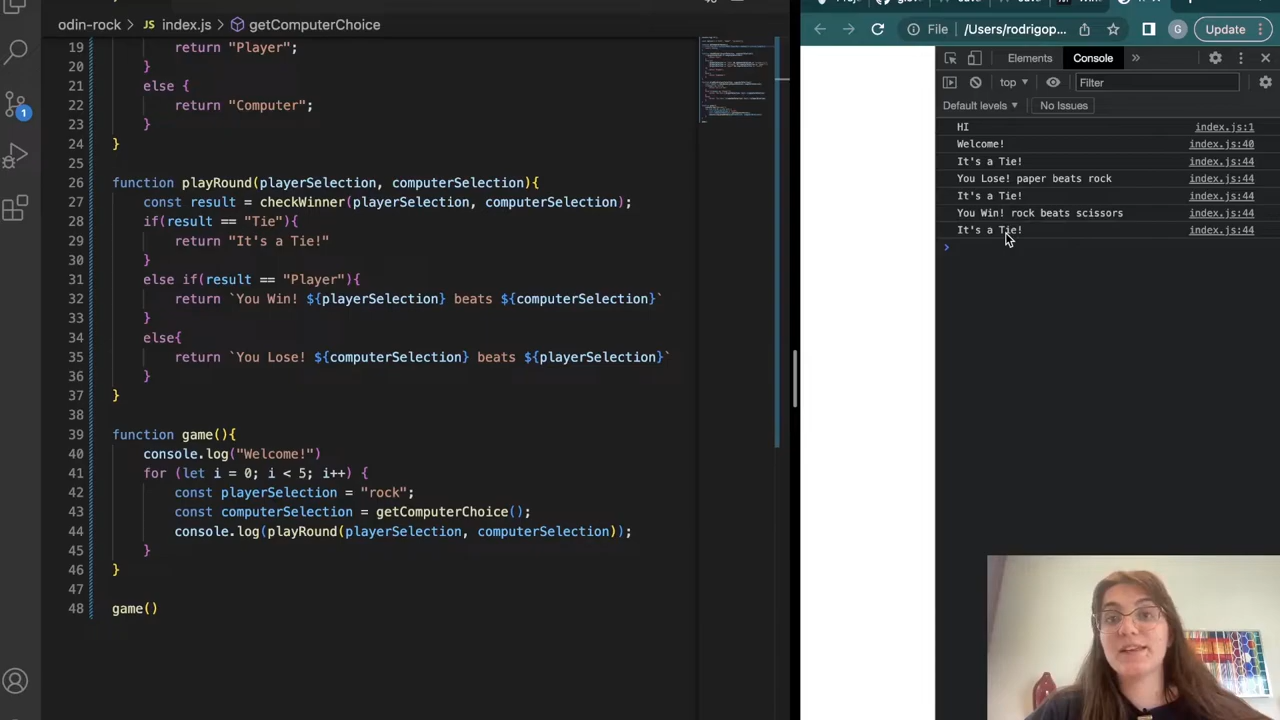 odin-rock > JS index.js > getComputerChoice
19 return "Player";
20 }
21 else {
22 return "Computer";
23 }
24 }
25
26 function playRound(playerSelection, computerSelection){
27 const result = checkWinner(playerSelection, computerSelection);
28 if(result == "Tie"){
29 return "It's a Tie!"
30 }
31 else if(result == "Player"){
32 return `You Win! ${playerSelection} beats ${computerSelection}`
33 }
34 else{
35 return `You Lose! ${computerSelection} beats ${playerSelection}`
36 }
37 }
38
39 function game(){
40 console.log("Welcome!")
41 for (let i = 0; i < 5; i++) {
42 const playerSelection = "rock";
43 const computerSelection = getComputerChoice();
44 console.log(playRound(playerSelection, computerSelection));
45 }
46 }
47
48 game()
1
File /Users/rodrigop... G Update
Elements Console
top Filter
Default levels No Issues
HI index.js:1
Welcome! index.js:40
It's a Tie! index.js:44
You Lose! paper beats rock index.js:44
It's a Tie! index.js:44
You Win! rock beats scissors index.js:44
It's a Tie! index.js:44